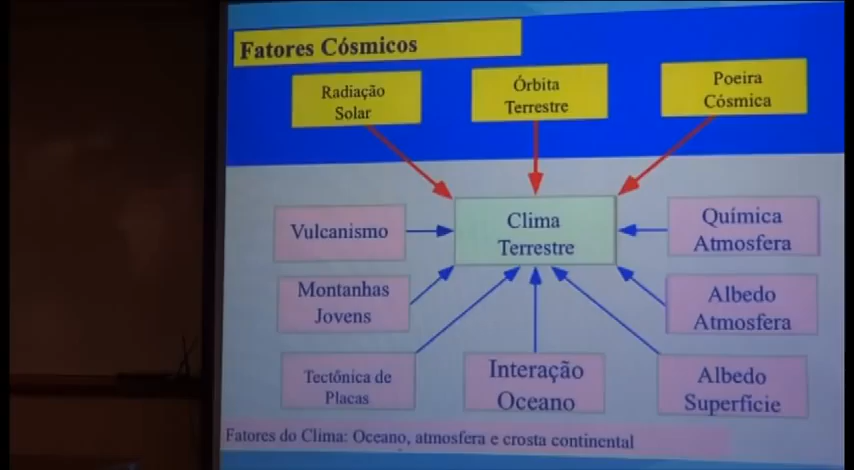 Fatores Cósmicos
Radiação
Solar
Órbita
Terrestre
Poeira
Cósmica
Vulcanismo
Clima
Terrestre
Química
Atmosfera
Montanhas
Jovens
Albedo
Atmosfera
Tectônica de
Placas
Interação
Oceano
Albedo
Superfície
Fatores do Clima: Oceano, atmosfera e crosta continental